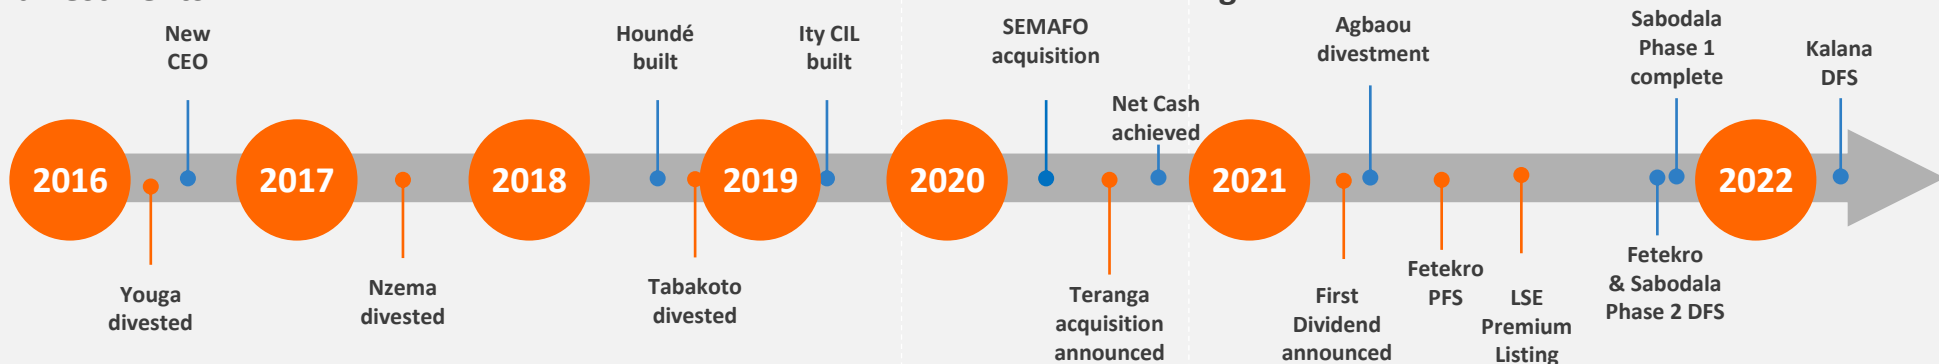 New
CEO
Houndé
built
Ity CIL
built
SEMAFO
acquisition
Net Cash
achieved
Agbaou
divestment
Sabodala
Phase 1
complete
Kalana
DFS
2016
2017
2018
2019
2020
2021
2022
Youga
divested
Nzema
divested
Tabakoto
divested
Teranga
acquisition
announced
First
Dividend
announced
Fetekro
PFS
LSE
Premium
Listing
Fetekro
& Sabodala
Phase 2 DFS